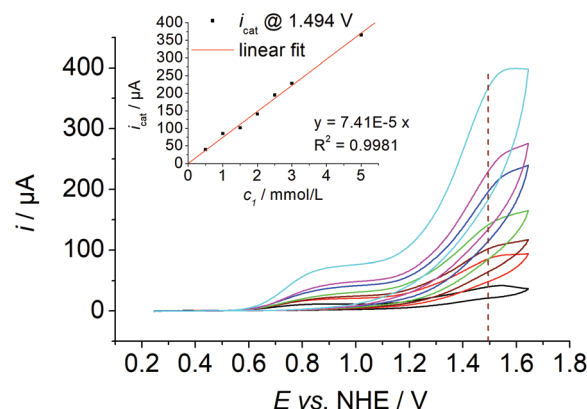 i / µA
400
300
200
100
0
0.2 0.4 0.6 0.8 1.0 1.2 1.4 1.6 1.8
E vs. NHE / V
i_cat / µA
400
350
300
250
200
150
100
50
0
0 1 2 3 4 5 6
c_1 / mmol/L
i_cat @ 1.494 V
linear fit
y = 7.41E-5 x
R² = 0.9981